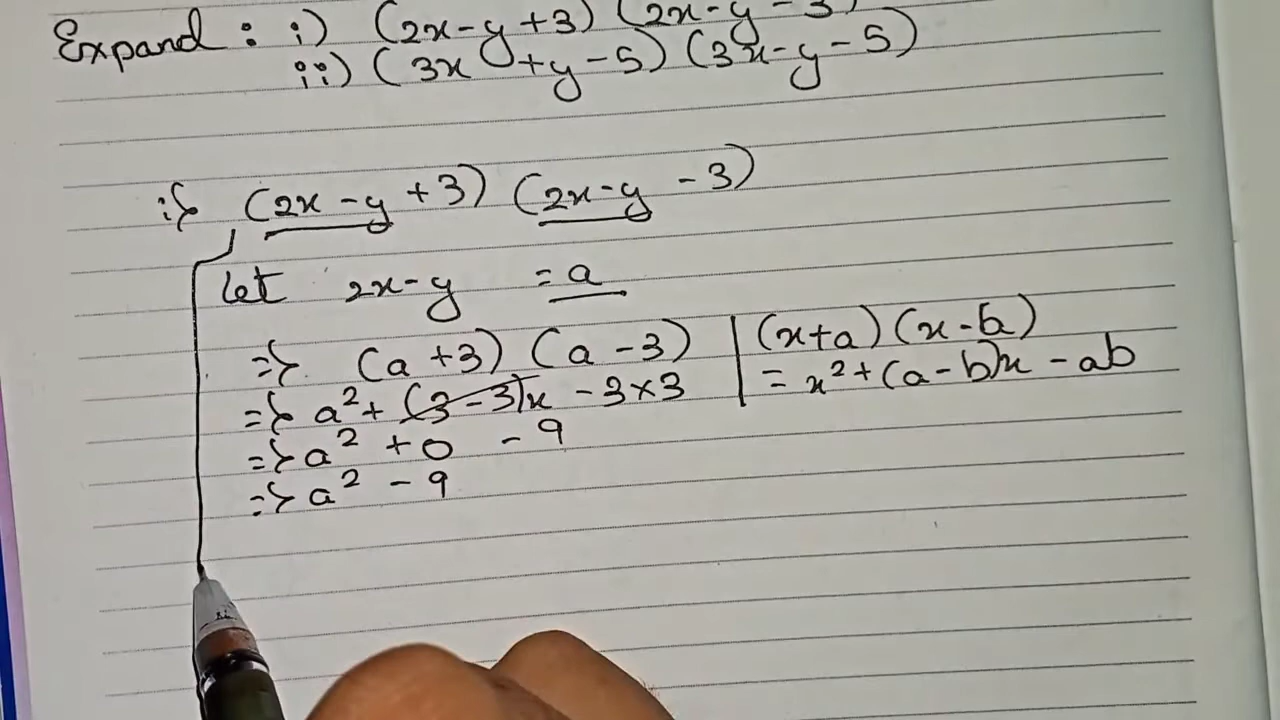 Expand : i) (2x-y+3) (2x-y-3)
ii) (3x +y-5) (3x-y-5)
i} (2x-y+3) (2x-y-3)
let 2x-y = a
=} (a+3) (a-3)
=} a²+(3-3)x - 3×3
=} a² +0 -9
=} a² -9
(x+a) (x-b)
= x²+(a-b)x - ab